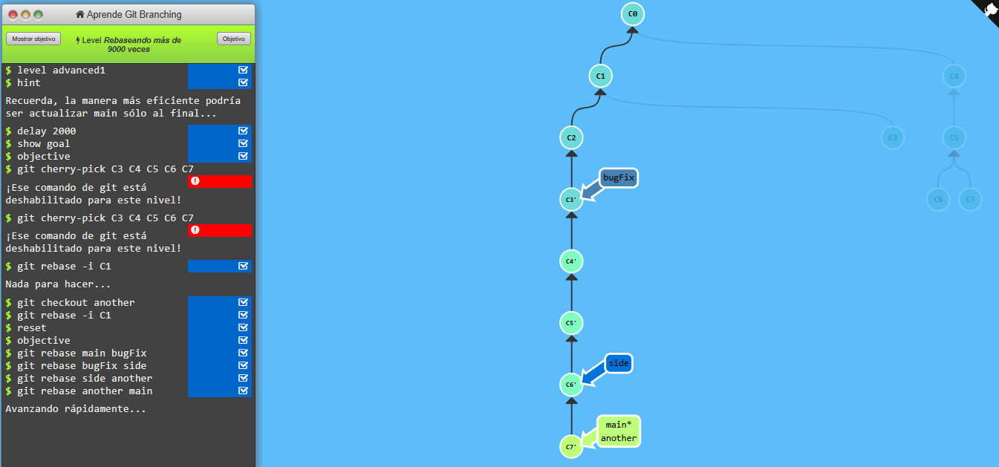 Aprende Git Branching
Mostrar objetivo
Level Rebaseando más de
9000 veces
Objetivo
$ level advanced1
$ hint
Recuerda, la manera más eficiente podría
ser actualizar main sólo al final...
$ delay 2000
$ show goal
$ objective
$ git cherry-pick C3 C4 C5 C6 C7
¡Ese comando de git está
deshabilitado para este nivel!
$ git cherry-pick C3 C4 C5 C6 C7
¡Ese comando de git está
deshabilitado para este nivel!
$ git rebase -i C1
Nada para hacer...
$ git checkout another
$ git rebase -i C1
$ reset
$ objective
$ git rebase main bugFix
$ git rebase bugFix side
$ git rebase side another
$ git rebase another main
Avanzando rápidamente...
C0
C1
C4
C2
C3
C5
bugFix
C3'
C6
C7
C4'
C5'
side
C6'
main*
another
C7'